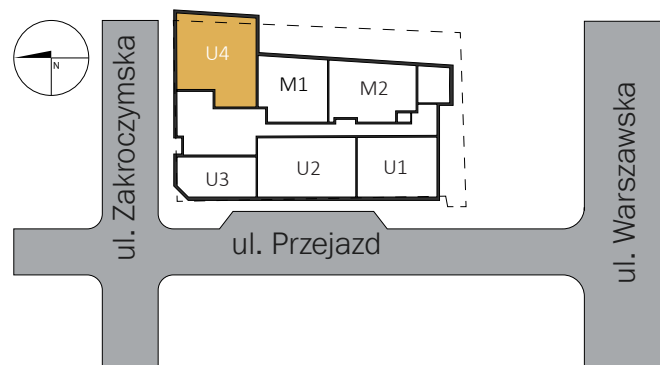 U4
N
M1
M2
U3
U2
U1
ul. Zakroczymska
ul. Przejazd
ul. Warszawska